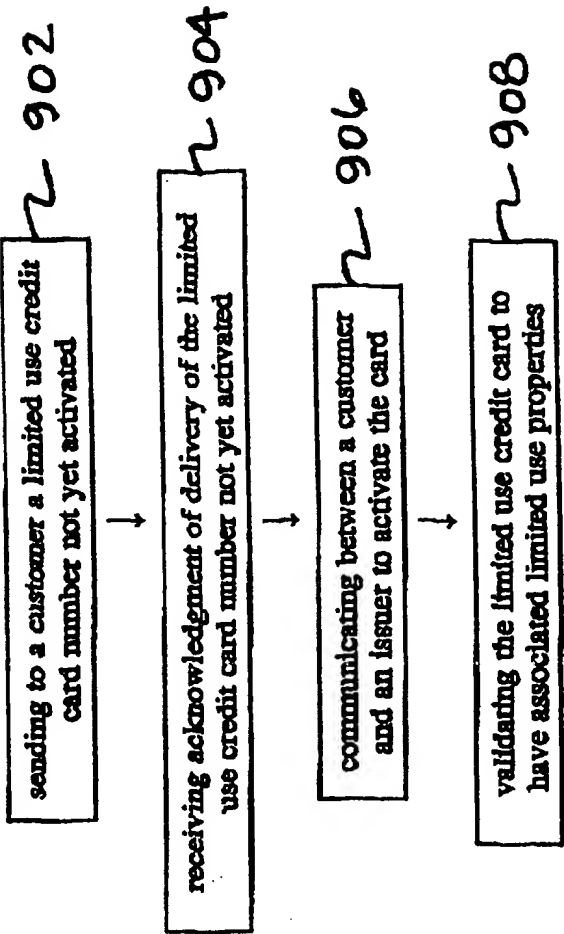 sending to a customer a limited use credit
card number not yet activated
902
receiving acknowledgment of delivery of the limited
use credit card number not yet activated
904
communicating between a customer
and an issuer to activate the card
906
validating the limited use credit card to
have associated limited use properties
908